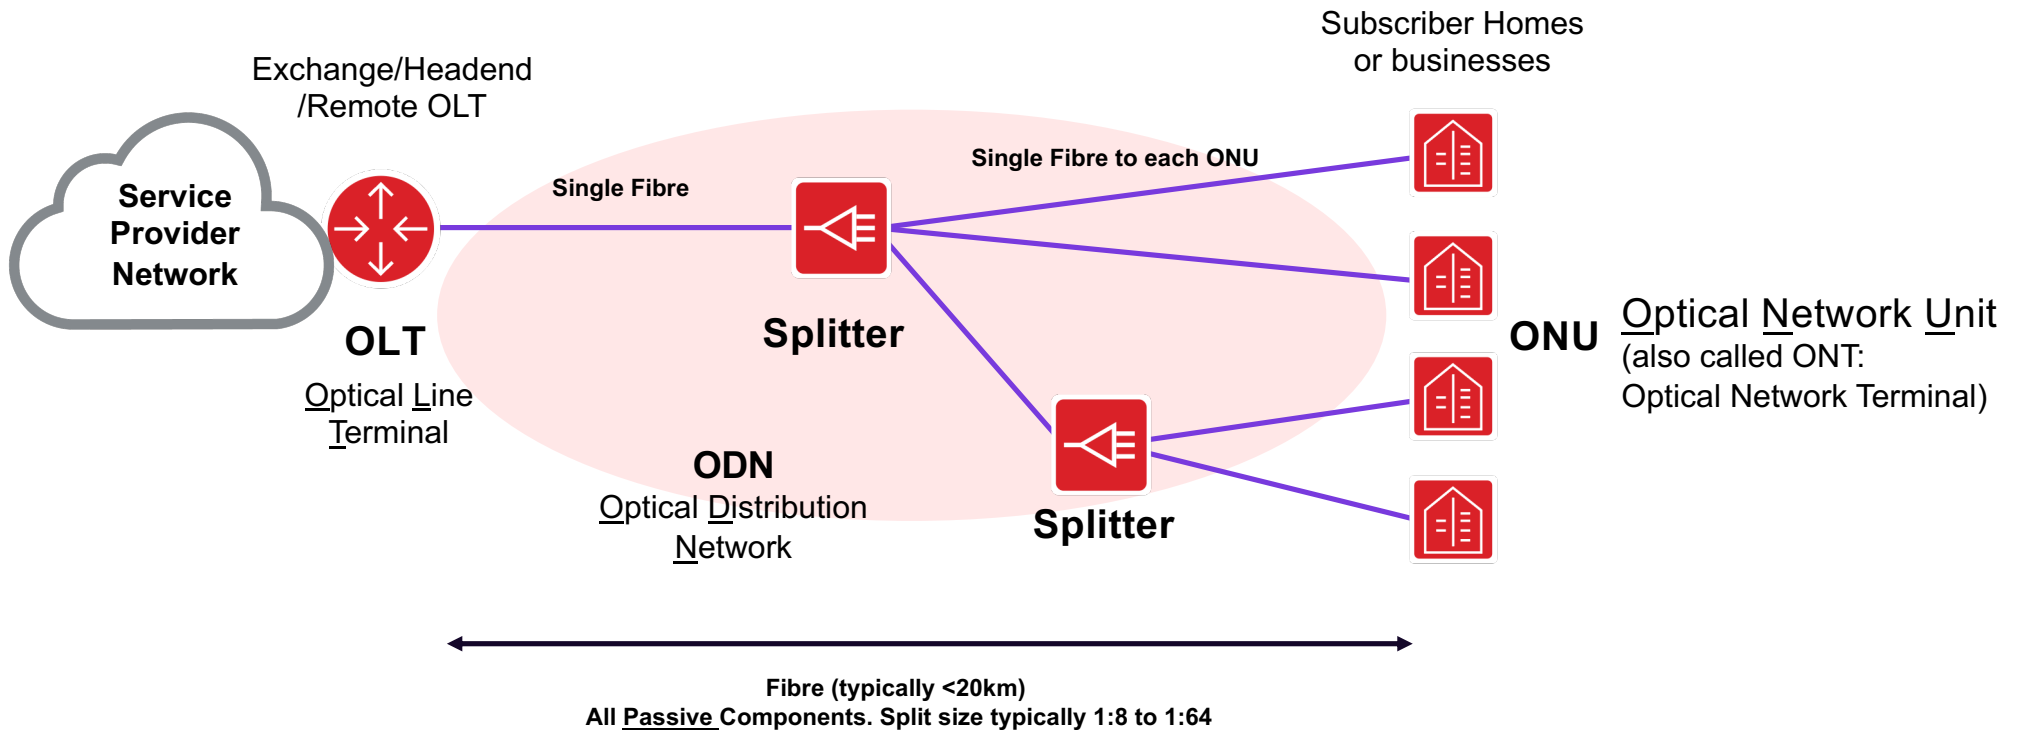 Subscriber Homes
or businesses
Exchange/Headend
/Remote OLT
Service
Provider
Network
Single Fibre
Single Fibre to each ONU
OLT
Optical Line
Terminal
Splitter
ONU
Optical Network Unit
(also called ONT:
Optical Network Terminal)
ODN
Optical Distribution
Network
Splitter
Fibre (typically <20km)
All Passive Components. Split size typically 1:8 to 1:64